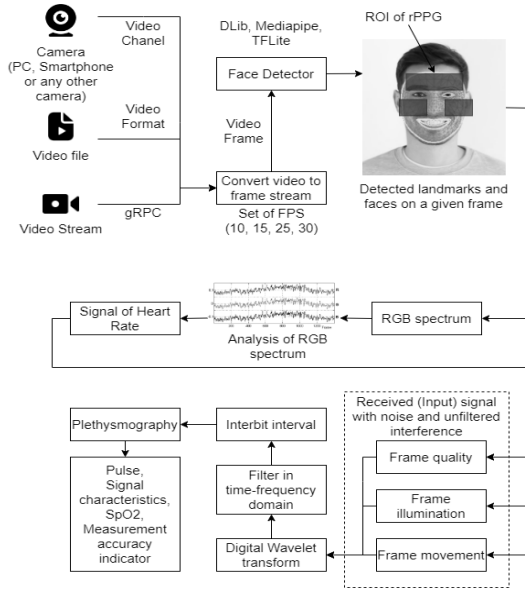 Video
Chanel
Camera
(PC, Smartphone
or any other
camera)
Video
Format
Video file
gRPC
Video Stream
DLib, Mediapipe,
TFLite
Face Detector
Video
Frame
Convert video to
frame stream
Set of FPS
(10, 15, 25, 30)
ROI of rPPG
Detected landmarks and
faces on a given frame
Signal of Heart
Rate
Analysis of RGB
spectrum
RGB spectrum
Plethysmography
Pulse,
Signal
characteristics,
SpO2,
Measurement
accuracy
indicator
Interbit interval
Filter in
time-frequency
domain
Digital Wavelet
transform
Received (Input) signal
with noise and unfiltered
interference
Frame quality
Frame
illumination
Frame movement